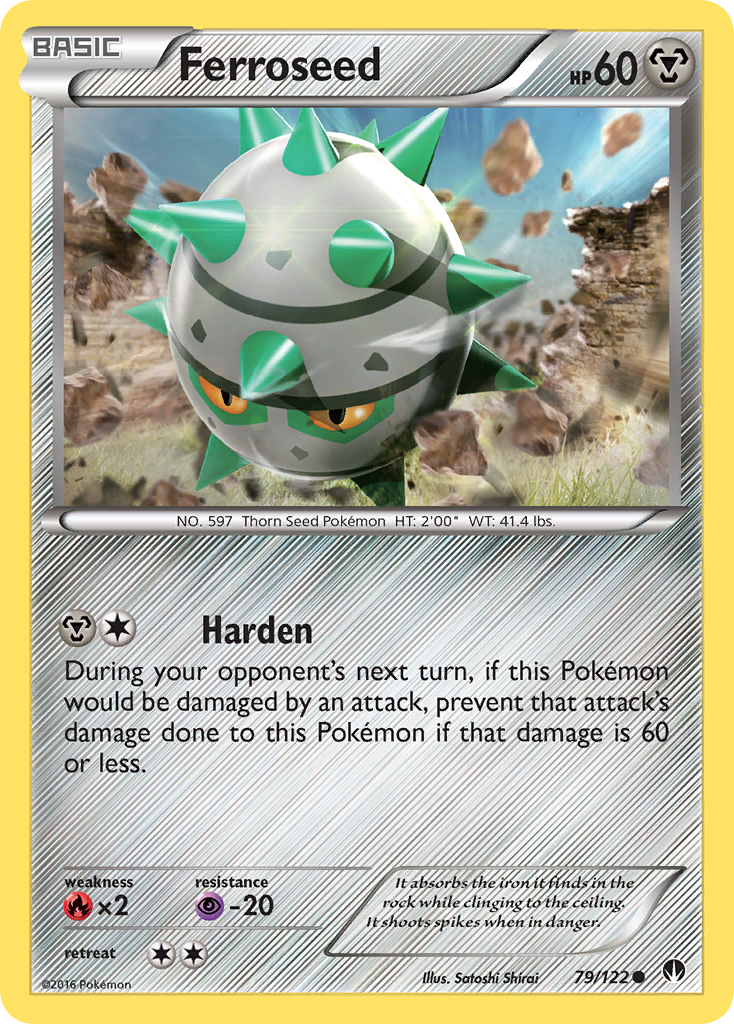 BASIC
Ferroseed
HP60
NO. 597 Thorn Seed Pokémon HT: 2'00" WT: 41.4 lbs.
Harden
During your opponent's next turn, if this Pokémon
would be damaged by an attack, prevent that attack's
damage done to this Pokémon if that damage is 60
or less.
weakness
×2
resistance
-20
retreat
It absorbs the iron it finds in the
rock while clinging to the ceiling.
It shoots spikes when in danger.
©2016 Pokémon
Illus. Satoshi Shirai
79/122